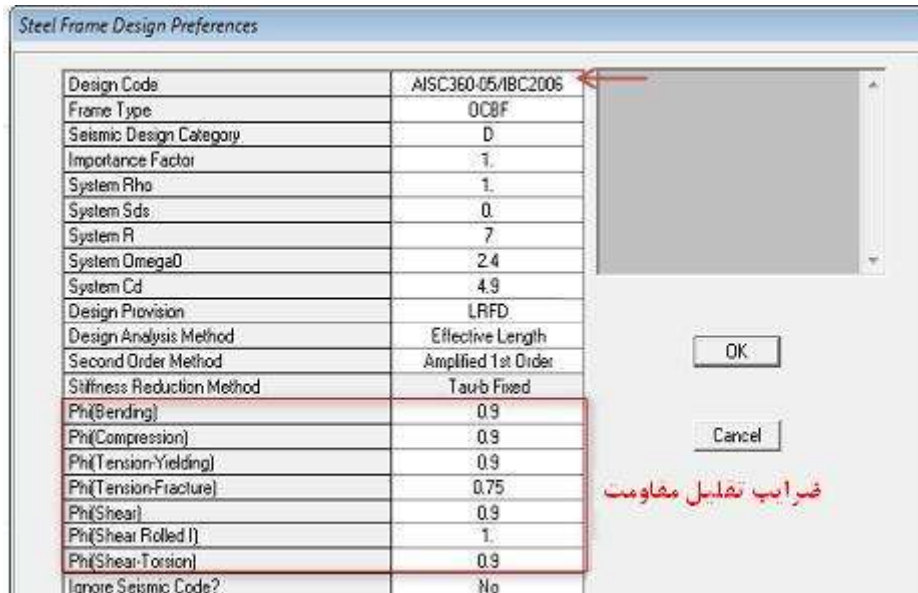 Steel Frame Design Preferences
Design Code AISC360-05/IBC2006
Frame Type OCBF
Seismic Design Category D
Importance Factor 1.
System Rho 1.
System Sds 0.
System R 7
System Omega0 2.4
System Cd 4.9
Design Provision LRFD
Design Analysis Method Effective Length
Second Order Method Amplified 1st Order
Stiffness Reduction Method Tau-b Fixed
Phi(Bending) 0.9
Phi(Compression) 0.9
Phi(Tension-Yielding) 0.9
Phi(Tension-Fracture) 0.75
Phi(Shear) 0.9
Phi(Shear Rolled I) 1.
Phi(Shear-Torsion) 0.9
Ignore Seismic Code? No
OK
Cancel
ضرایب تقلیل مقاومت